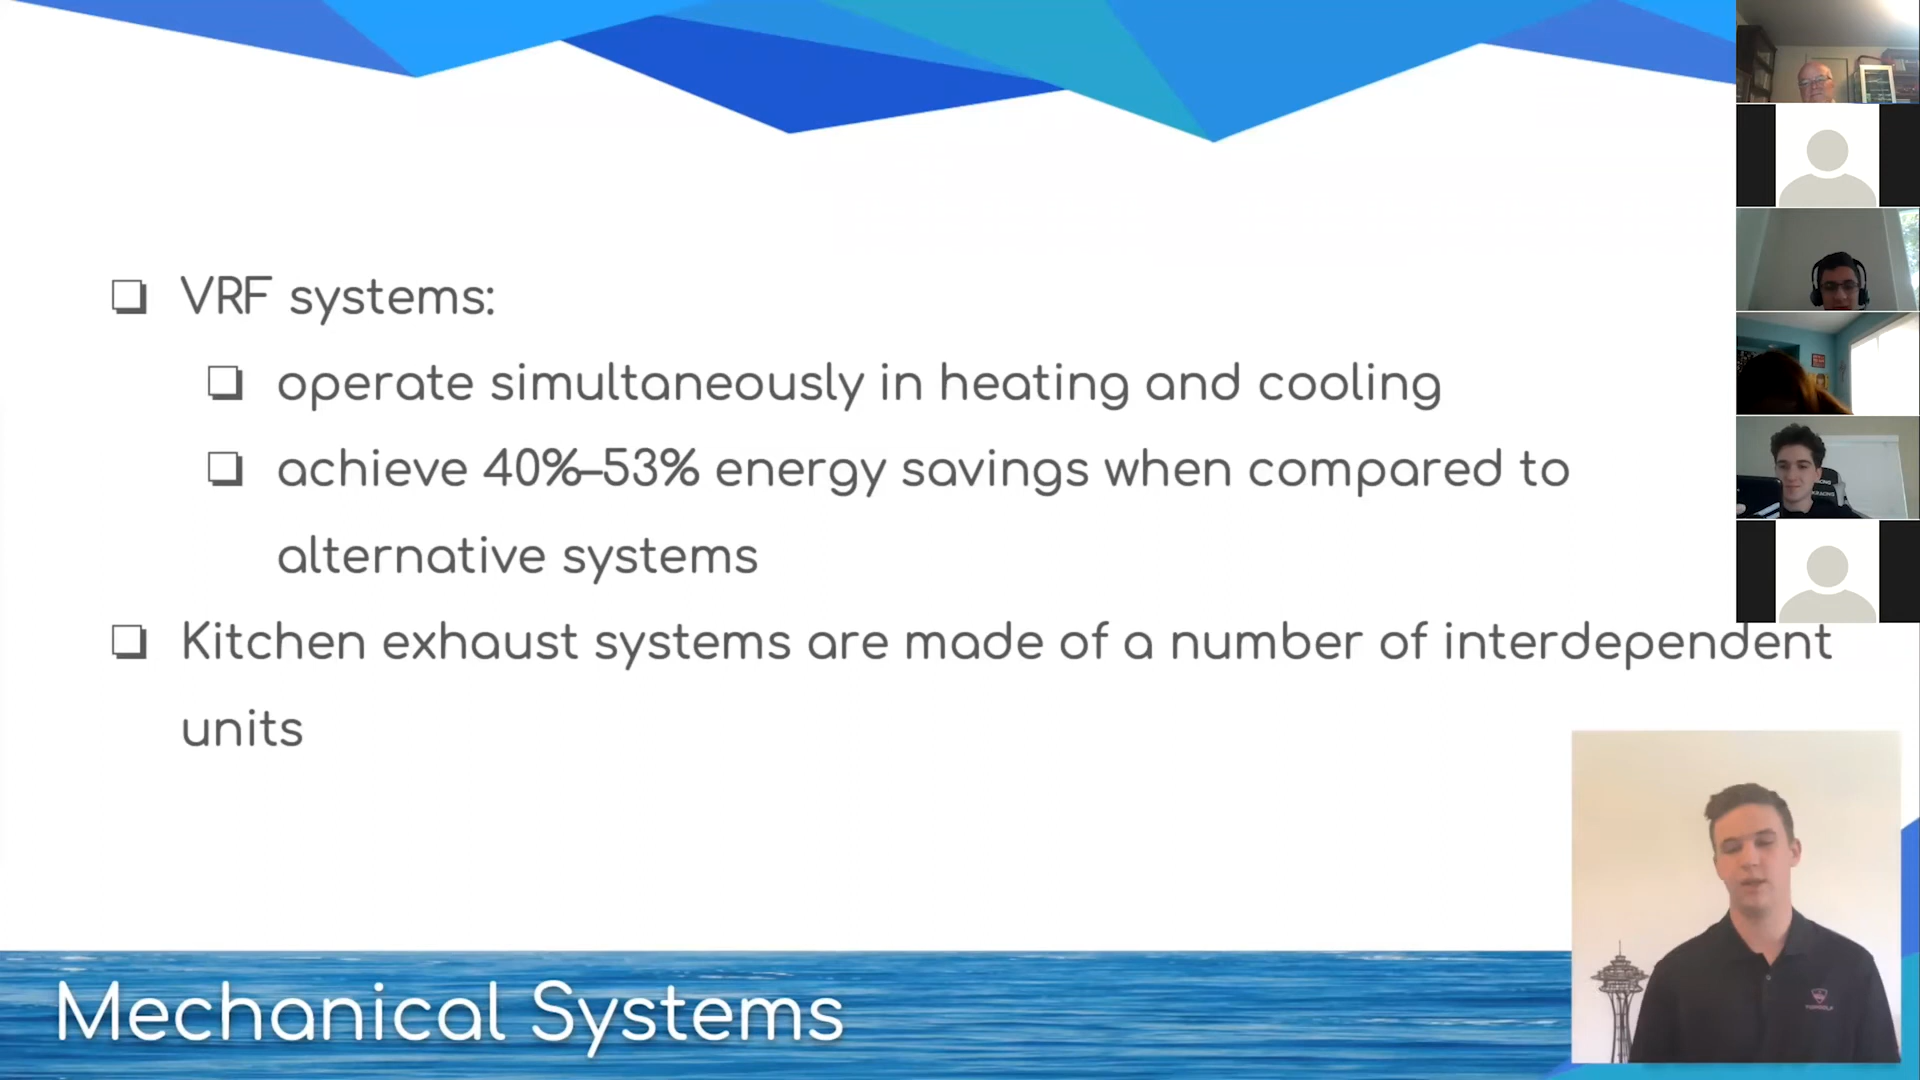 VRF systems:
operate simultaneously in heating and cooling
achieve 40%–53% energy savings when compared to
alternative systems
Kitchen exhaust systems are made of a number of interdependent
units
Mechanical Systems